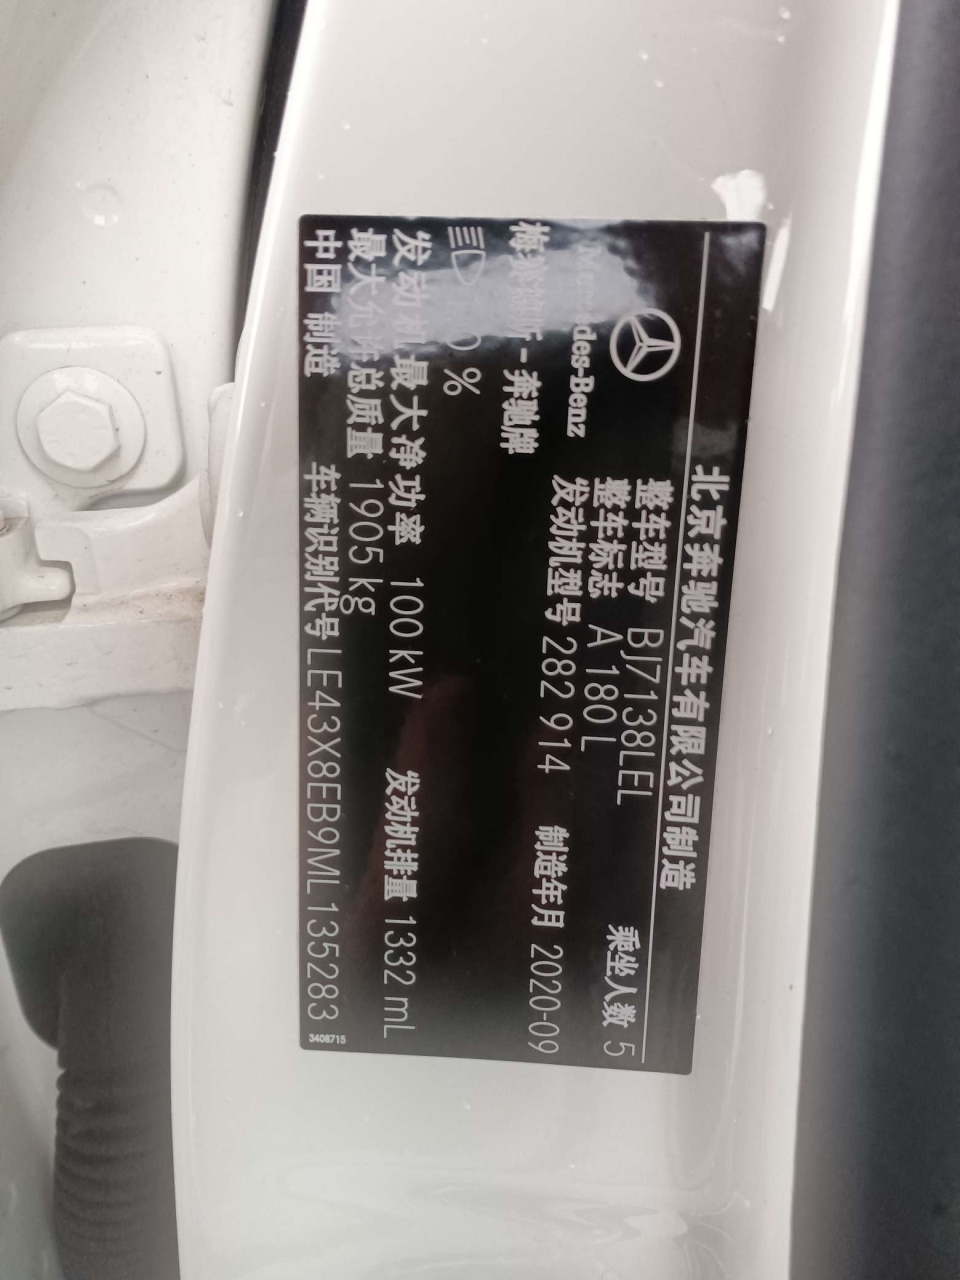 北京奔驰汽车有限公司制造
Mercedes-Benz
梅赛德斯-奔驰牌
整车型号 BJ7138LEL
整车标志 A 180 L 乘坐人数 5
发动机型号 282 914 制造年月 2020-09
%
发动机最大净功率 100 kW 发动机排量 1332 mL
最大允许总质量 1905 kg
中国 制造 车辆识别代号 LE43X8EB9ML135283
3408715